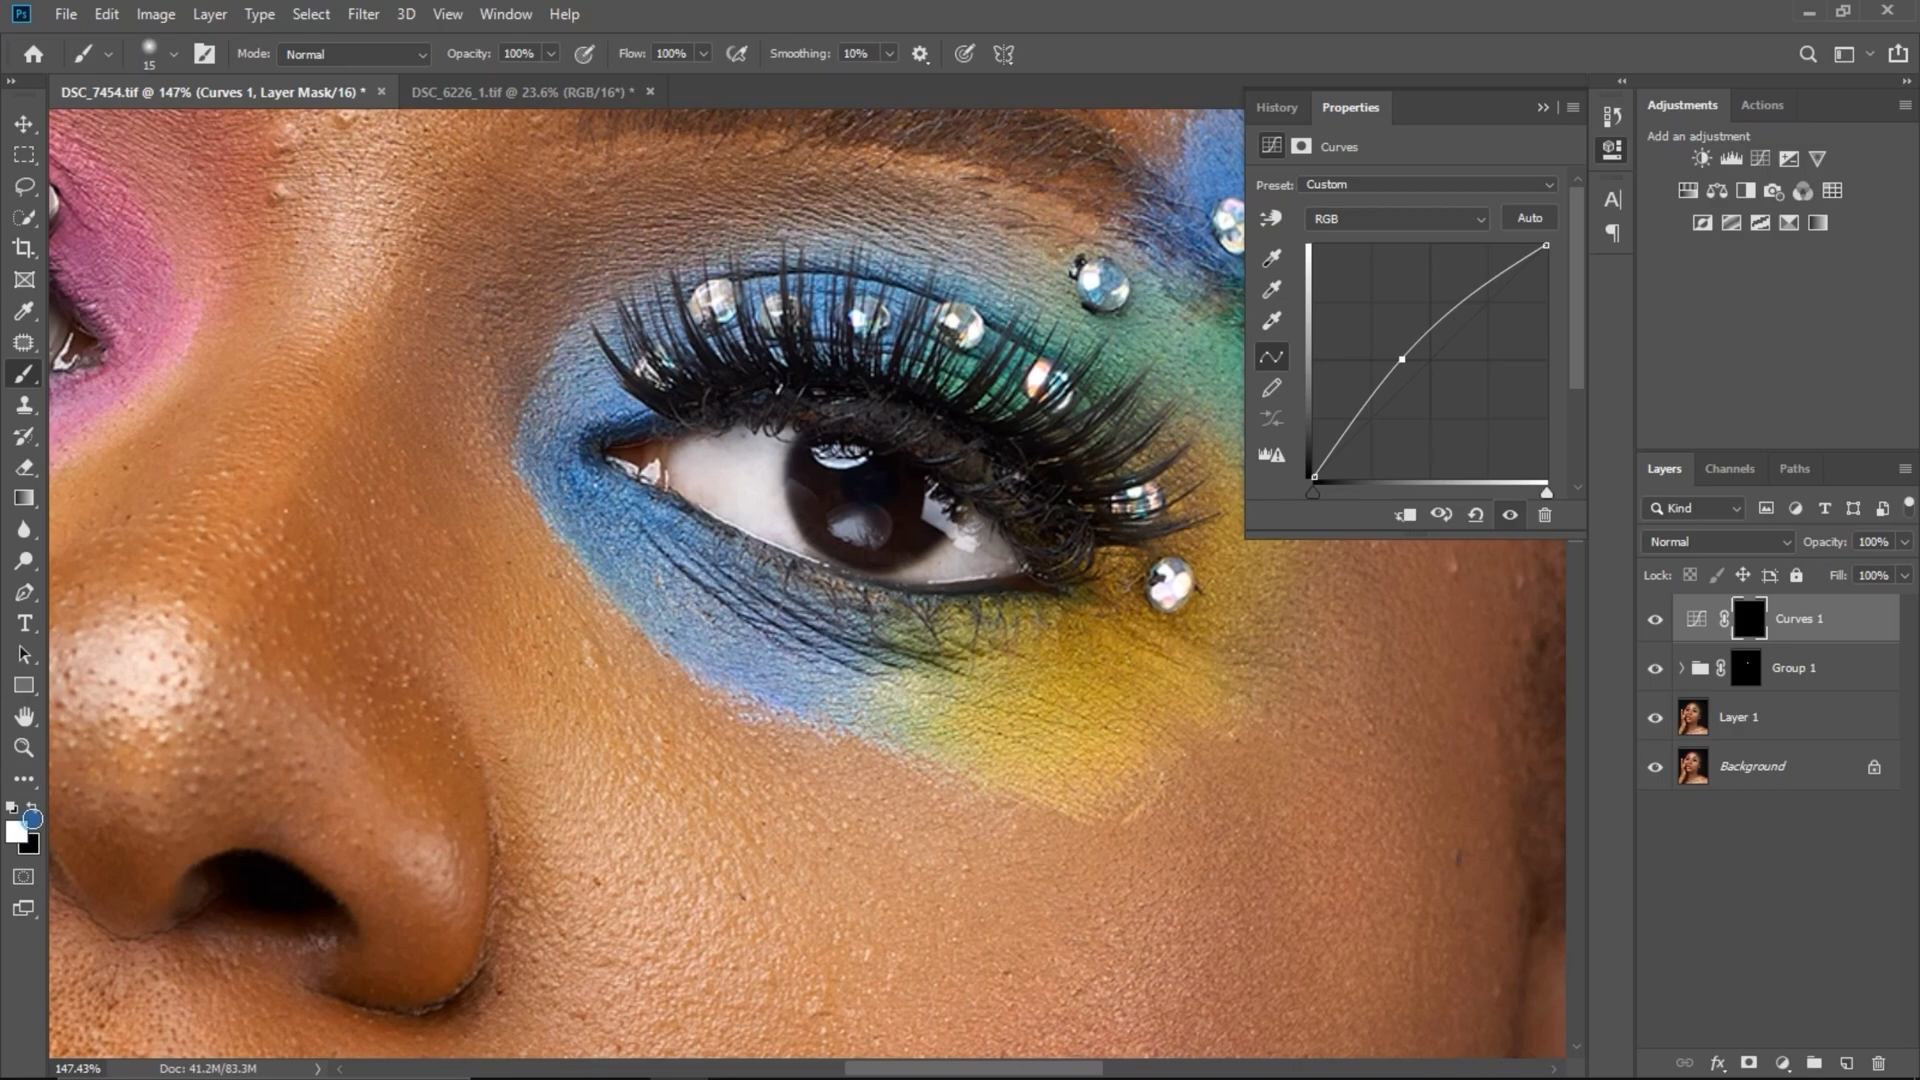 Ps File Edit Image Layer Type Select Filter 3D View Window Help
15 Mode: Normal Opacity: 100% Flow: 100% Smoothing: 10%
DSC_7454.tif @ 147% (Curves 1, Layer Mask/16) * DSC_6226_1.tif @ 23.6% (RGB/16*) *
History Properties
Curves
Preset: Custom
RGB Auto
Adjustments Actions
Add an adjustment
Layers Channels Paths
Kind
Normal Opacity: 100%
Lock: Fill: 100%
Curves 1
Group 1
Layer 1
Background
147.43% Doc: 41.2M/83.3M